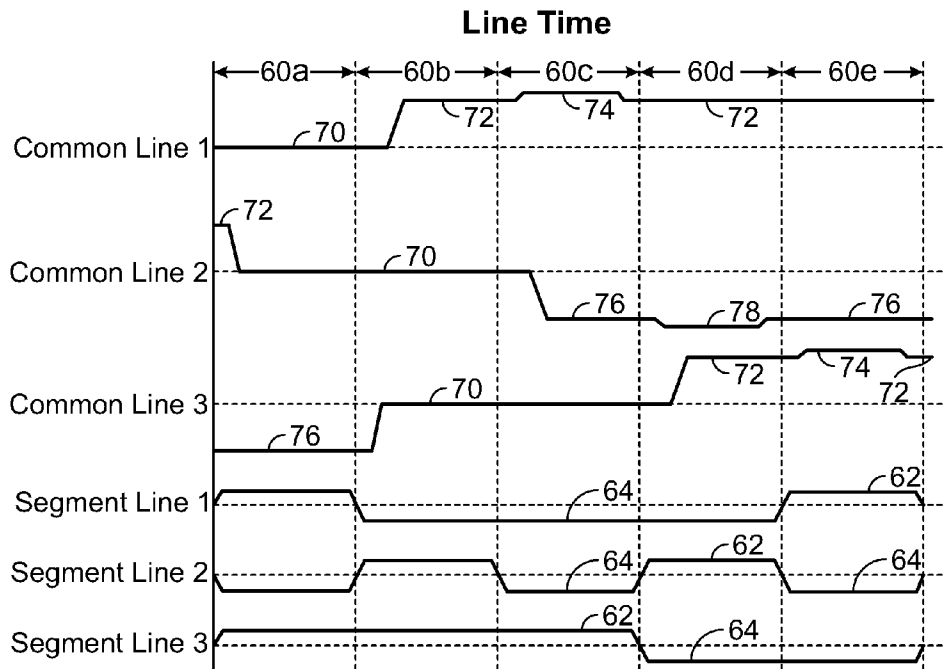 Line Time
60a 60b 60c 60d 60e
72 74 72
Common Line 1 70
72
Common Line 2 70
76 78 76
72 74 72
Common Line 3 70
76
Segment Line 1 64 62
Segment Line 2 64 62 64
Segment Line 3 62 64